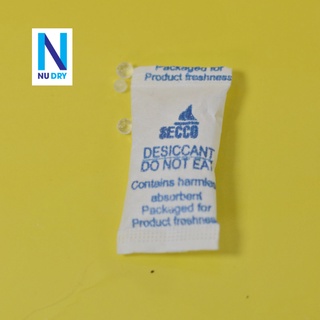 NU DRY
Packaged for
Product freshness
SECCO
DESICCANT
DO NOT EAT
Contains harmless
absorbent
Packaged for
Product freshness